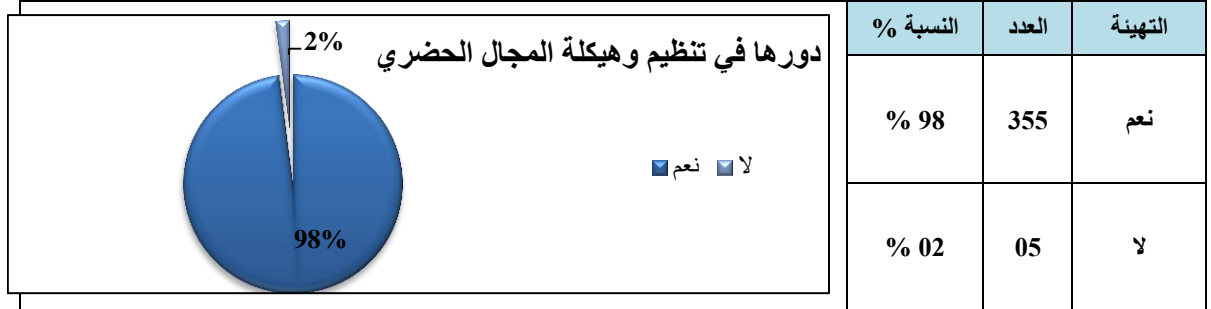 التهيئة العدد النسبة %
نعم 355 98 %
لا 05 02 %
دورها في تنظيم وهيكلة المجال الحضري
2%
98%
نعم لا